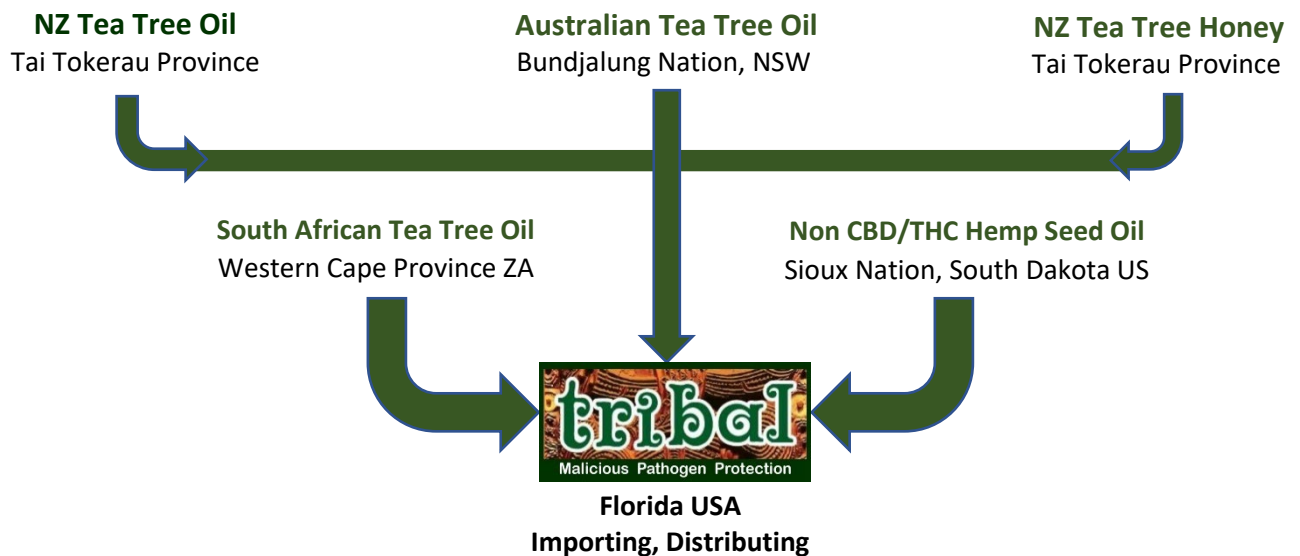 NZ Tea Tree Oil
Tai Tokerau Province
Australian Tea Tree Oil
Bundjalung Nation, NSW
NZ Tea Tree Honey
Tai Tokerau Province
South African Tea Tree Oil
Western Cape Province ZA
Non CBD/THC Hemp Seed Oil
Sioux Nation, South Dakota US
tribal
Malicious Pathogen Protection
Florida USA
Importing, Distributing